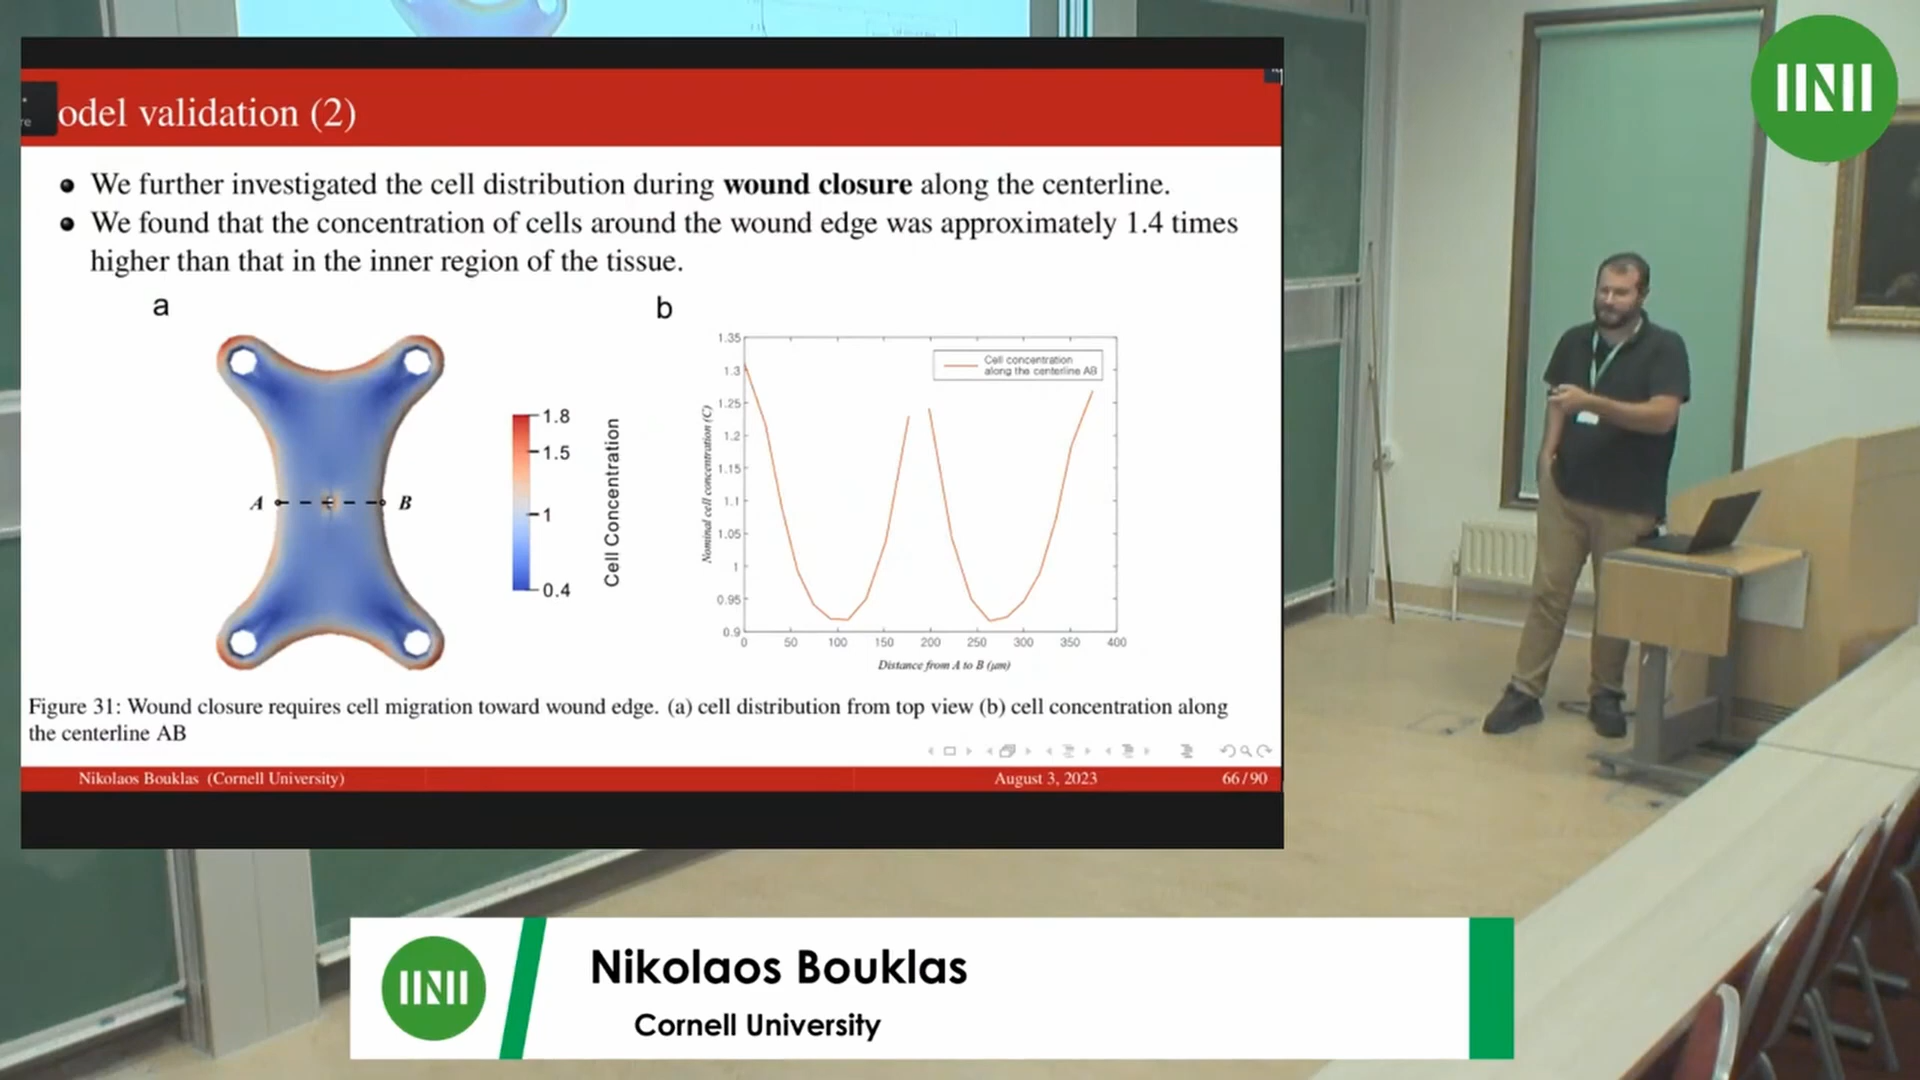 odel validation (2)
• We further investigated the cell distribution during wound closure along the centerline.
• We found that the concentration of cells around the wound edge was approximately 1.4 times
higher than that in the inner region of the tissue.
a
b
A
B
1.8
1.5
1
0.4
Cell Concentration
1.35
1.3
1.25
1.2
1.15
1.1
1.05
1
0.95
0.9
0
50
100
150
200
250
300
350
400
Nominal cell concentration (C)
Distance from A to B (μm)
Cell concentration
along the centerline AB
Figure 31: Wound closure requires cell migration toward wound edge. (a) cell distribution from top view (b) cell concentration along
the centerline AB
Nikolaos Bouklas (Cornell University)
August 3, 2023
66/90
Nikolaos Bouklas
Cornell University